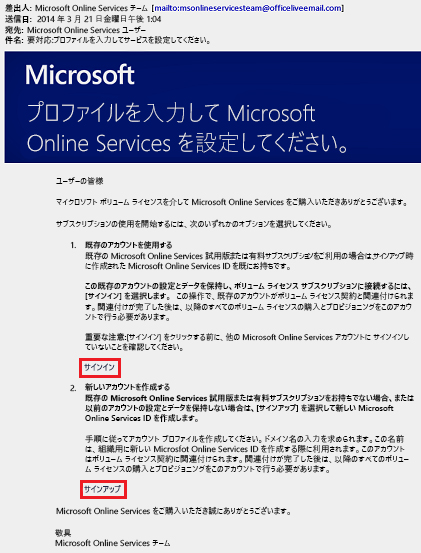 差出人: Microsoft Online Services チーム [mailto:msonlineservicesteam@officeliveemail.com]
送信日: 2014 年 3 月 21 日金曜日午後 1:04
宛先: Microsoft Online Services ユーザー
件名: 要対応:プロファイルを入力してサービスを設定してください。
Microsoft
プロファイルを入力して Microsoft
Online Services を設定してください。
ユーザーの皆様
マイクロソフト ボリューム ライセンスを介して Microsoft Online Services をご購入いただきありがとうございます。
サブスクリプションの使用を開始するには、次のいずれかのオプションを選択してください。
1. 既存のアカウントを使用する
既存の Microsoft Online Services 試用版または有料サブスクリプションをご利用の場合は、サインアップ時
に作成された Microsoft Online Services ID を既にお持ちです。
この既存のアカウントの設定とデータを保持し、ボリューム ライセンス サブスクリプションに接続するには、
[サインイン] を選択します。 この操作で、既存のアカウントがボリューム ライセンス契約と関連付けられま
す。関連付けが完了した後は、以降のすべてのボリューム ライセンスの購入とプロビジョニングをこのアカウ
ントで行う必要があります。
重要な注意:[サインイン] をクリックする前に、他の Microsoft Online Services アカウントに サインインし
ていないことを確認してください。
サインイン
2. 新しいアカウントを作成する
既存の Microsoft Online Services 試用版または有料サブスクリプションをお持ちでない場合、または
以前のアカウントの設定とデータを保持しない場合は、[サインアップ] を選択して新しい Microsoft
Online Services ID を作成します。
手順に従ってアカウント プロファイルを作成してください。ドメイン名の入力を求められます。この名前
は、組織用に新しい Microsfot Online Services ID を作成する際に利用されます。このアカウント
はボリューム ライセンス契約に関連付けられます。関連付けが完了した後は、以降のすべてのボリュー
ム ライセンスの購入とプロビジョニングをこのアカウントで行う必要があります。
サインアップ
Microsoft Online Services をご購入いただき誠にありがとうございます。
敬具
Microsoft Online Services チーム